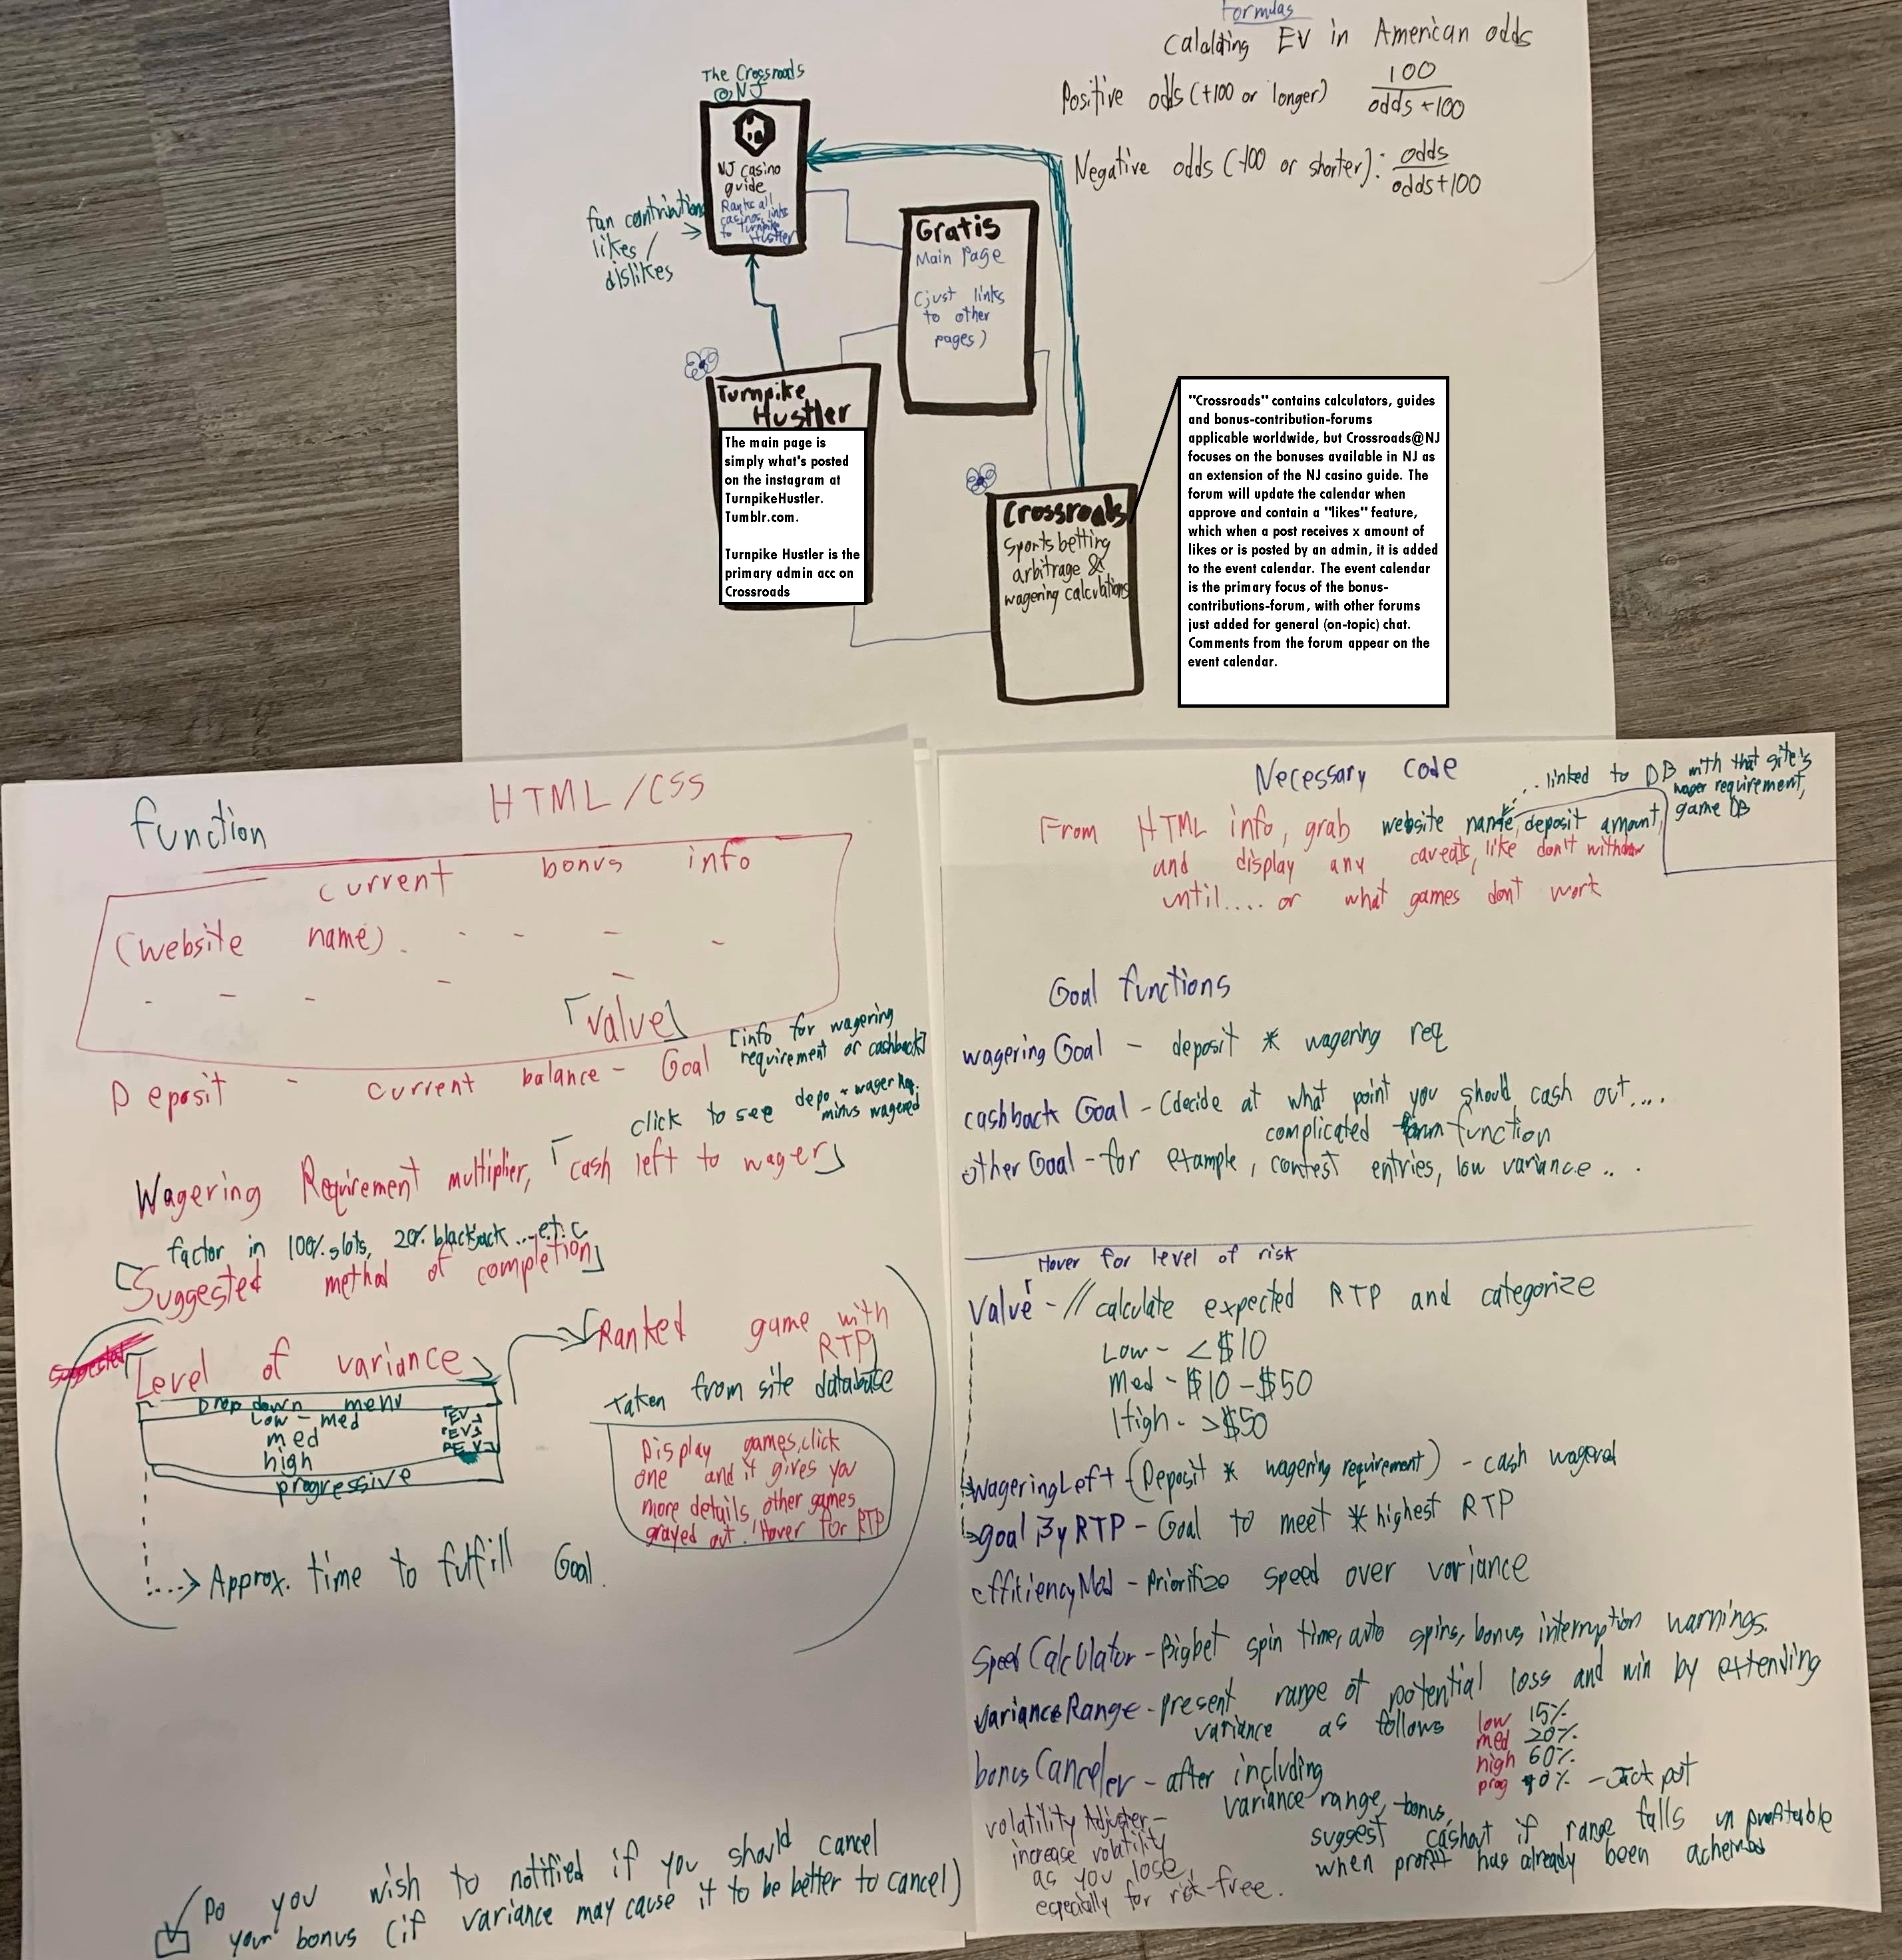 Formulas
Calalding EV in American odds
Positive odds (+100 or longer) 100
odds +100
Negative odds (-100 or shorter): odds
odds+100
The Crossroads
@NJ
NJ casino
guide
Ranks all
casinos, links
to Turnpike
Hustler
fan contribution
likes /
dislikes
Gratis
Main Page
(just links
to other
pages)
Turnpike
Hustler
The main page is
simply what's posted
on the instagram at
TurnpikeHustler.
Tumblr.com.
Turnpike Hustler is the
primary admin acc on
Crossroads
Crossroads
Sports betting
arbitrage &
wagering calculations
"Crossroads" contains calculators, guides
and bonus-contribution-forums
applicable worldwide, but Crossroads@NJ
focuses on the bonuses available in NJ as
an extension of the NJ casino guide. The
forum will update the calendar when
approve and contain a "likes" feature,
which when a post receives x amount of
likes or is posted by an admin, it is added
to the event calendar. The event calendar
is the primary focus of the bonus-
contributions-forum, with other forums
just added for general (on-topic) chat.
Comments from the forum appear on the
event calendar.
function HTML/CSS
current bonus info
(website name) . - - - -
- - - - -
「value」
Deposit - current balance - Goal [info for wagering
requirement or cashback]
click to see depo + wager Req.
minus wagered
Wagering Requirement multiplier, 「cash left to wager」
factor in 100% slots, 20% blackjack ...e.t.c.
[Suggested method of completion]
Suggested
「Level of variance
Drop down menu
low - med 「EV」
med 「EV」
high 「EV」
progressive
「Ranked game with
RTP」
Taken from site database
Display games, click
one and it gives you
more details, other games
grayed out. Hover for RTP
...> Approx. time to fulfill Goal.
Do you wish to notified if you should cancel
your bonus (if variance may cause it to be better to cancel)
Necessary code
... linked to DB with that site's
wager requirement,
game DB
From HTML info, grab website name, deposit amount,
and display any caveats, like don't withdraw
until.... or what games dont work
Goal functions
wagering Goal - deposit * wagering req
cashback Goal - (decide at what point you should cash out....
complicated function
other Goal - for example, contest entries, low variance...
Hover for level of risk
Value - // calculate expected RTP and categorize
Low - < $10
Med - $10 - $50
High - > $50
wageringLeft - (Deposit * wagering requirement) - cash wagered
goal ByRTP - Goal to meet * highest RTP
efficiencyMod - Prioritize speed over variance
Speed Calculator - Bigbet spin time, auto spins, bonus interruption warnings.
varianceRange - present range of potential loss and win by extending
variance as follows low 15%
med 20%
high 60%
prog 90% - Jackpot
bonusCanceler - after including
variance range, bonus,
suggest cashout if range falls unprofitable
when profit has already been acheived
volatility Adjuster -
increase volatility
as you lose,
especially for risk-free.